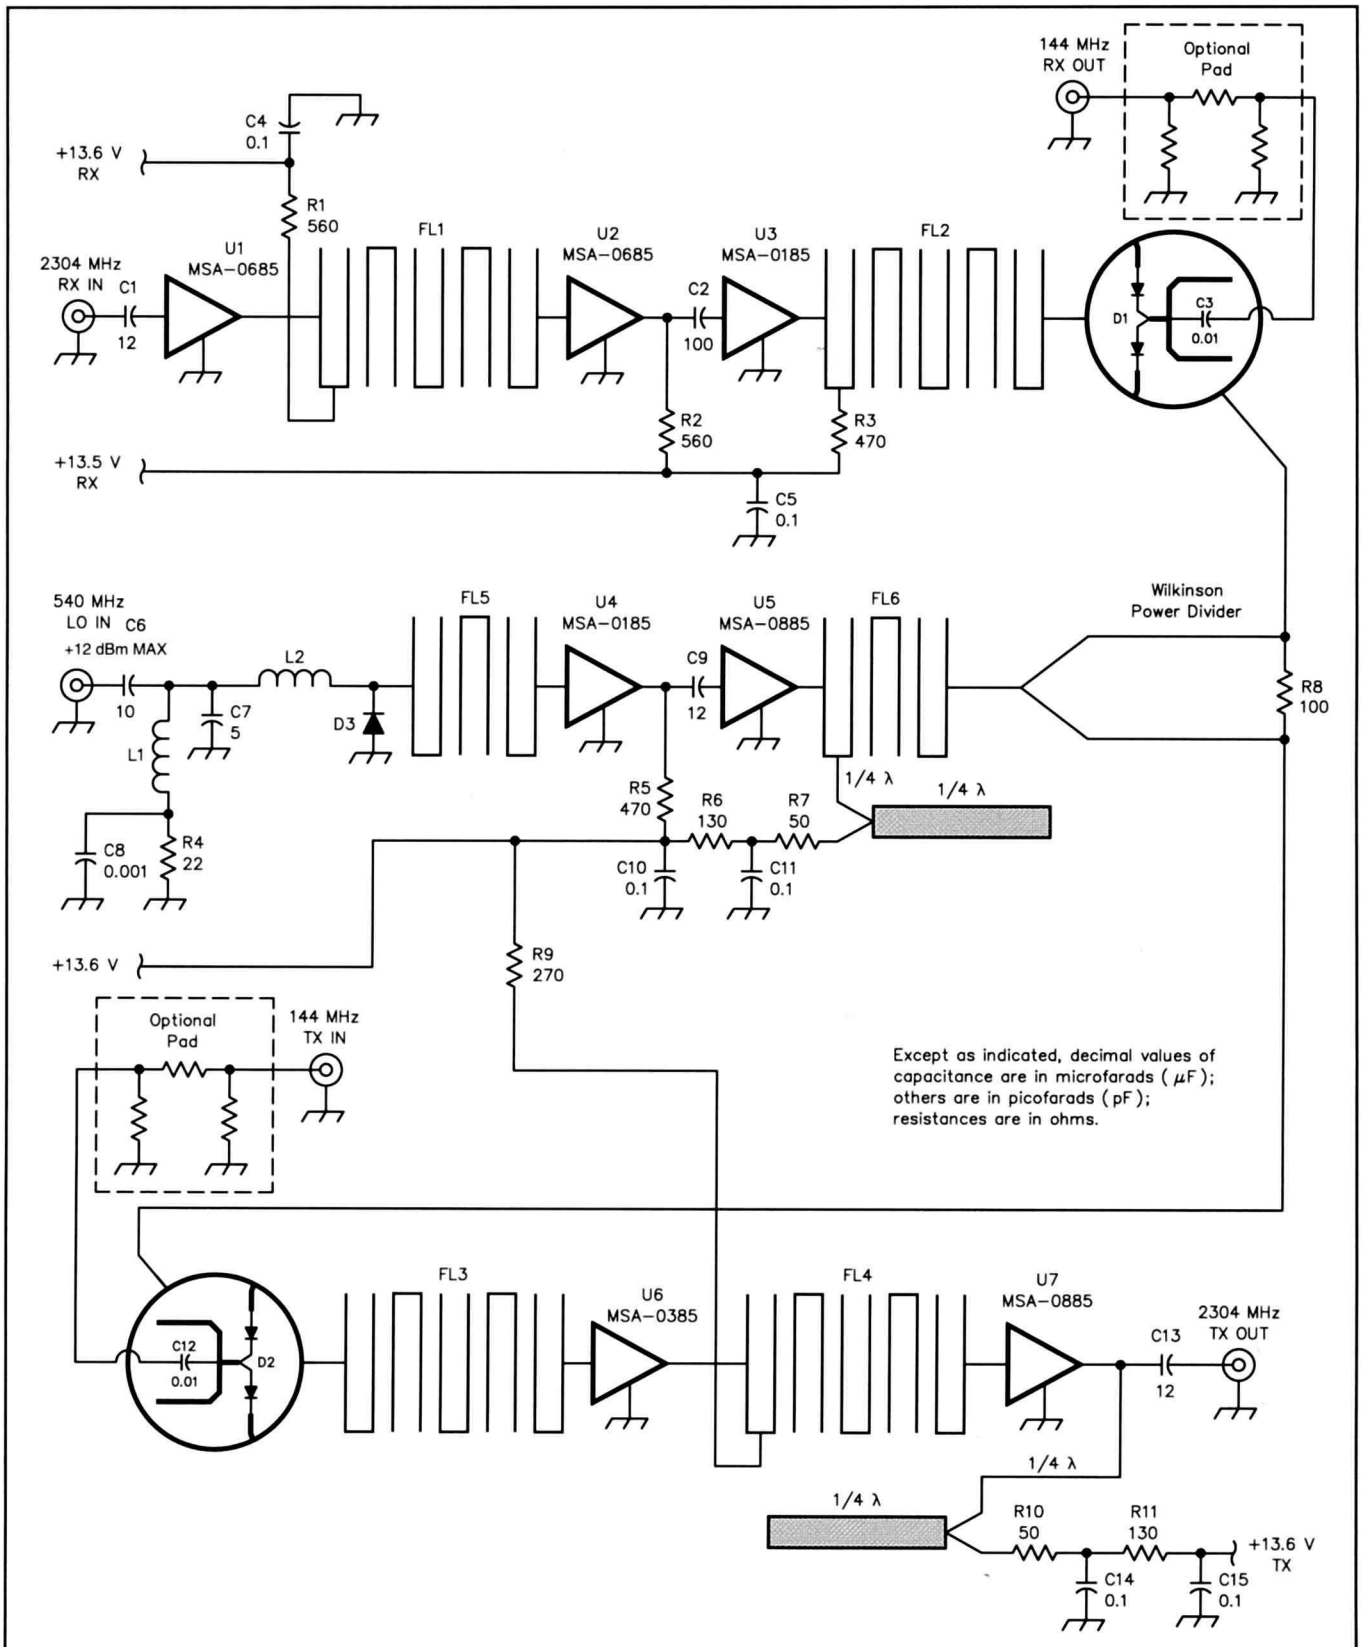 144 MHz
RX OUT
Optional
Pad
C4
0.1
+13.6 V
RX
R1
560
FL1
U1
MSA-0685
2304 MHz
RX IN
C1
12
U2
MSA-0685
C2
100
U3
MSA-0185
FL2
D1
C3
0.01
R2
560
R3
470
+13.5 V
RX
C5
0.1
540 MHz
LO IN
C6
+12 dBm MAX
10
L2
C7
5
L1
D3
FL5
U4
MSA-0185
C9
12
U5
MSA-0885
FL6
Wilkinson
Power Divider
R8
100
C8
0.001
R4
22
R5
470
R6
130
R7
50
1/4 λ
1/4 λ
C10
0.1
C11
0.1
+13.6 V
R9
270
Optional
Pad
144 MHz
TX IN
Except as indicated, decimal values of
capacitance are in microfarads ( μF );
others are in picofarads ( pF );
resistances are in ohms.
C12
0.01
D2
FL3
U6
MSA-0385
FL4
U7
MSA-0885
C13
12
2304 MHz
TX OUT
1/4 λ
1/4 λ
R10
50
R11
130
+13.6 V
TX
C14
0.1
C15
0.1